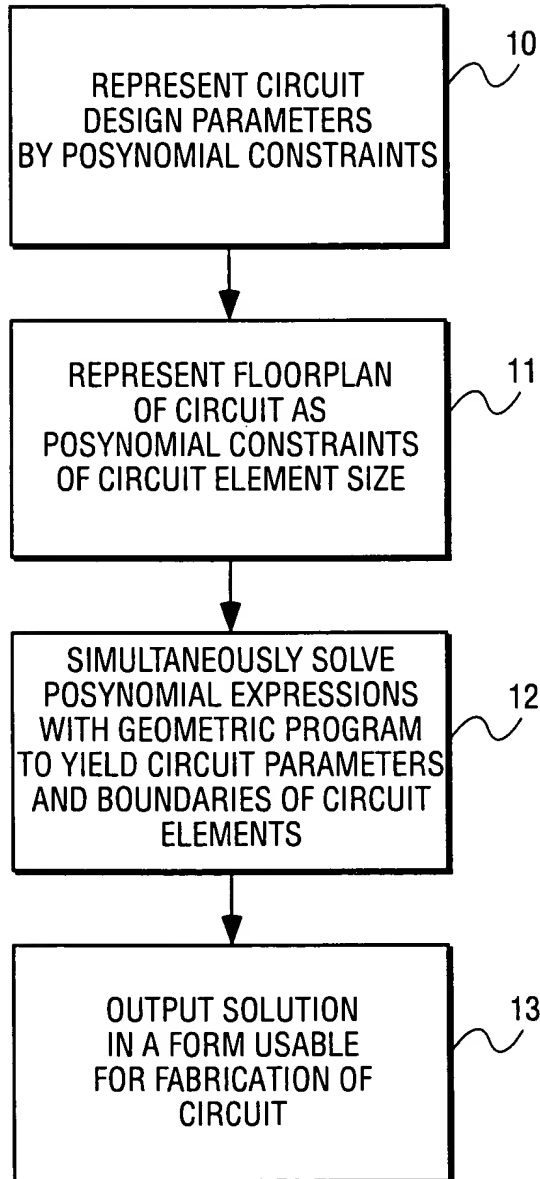 REPRESENT CIRCUIT
DESIGN PARAMETERS
BY POSYNOMIAL CONSTRAINTS
10
REPRESENT FLOORPLAN
OF CIRCUIT AS
POSYNOMIAL CONSTRAINTS
OF CIRCUIT ELEMENT SIZE
11
SIMULTANEOUSLY SOLVE
POSYNOMIAL EXPRESSIONS
WITH GEOMETRIC PROGRAM
TO YIELD CIRCUIT PARAMETERS
AND BOUNDARIES OF CIRCUIT
ELEMENTS
12
OUTPUT SOLUTION
IN A FORM USABLE
FOR FABRICATION OF
CIRCUIT
13